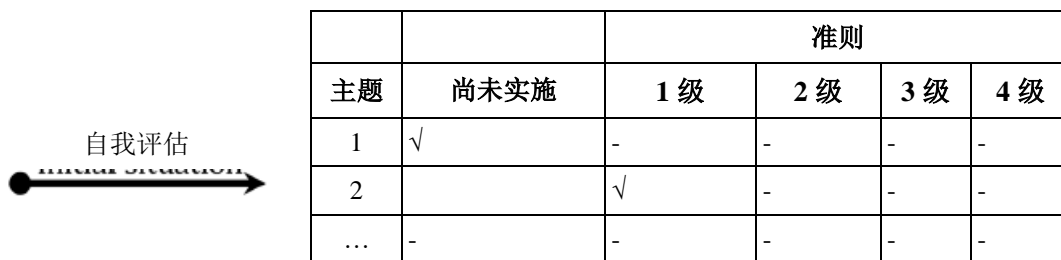 准则
主题 尚未实施 1 级 2 级 3 级 4 级
自我评估
1 √ - - - -
2 √ - - -
… - - - - -